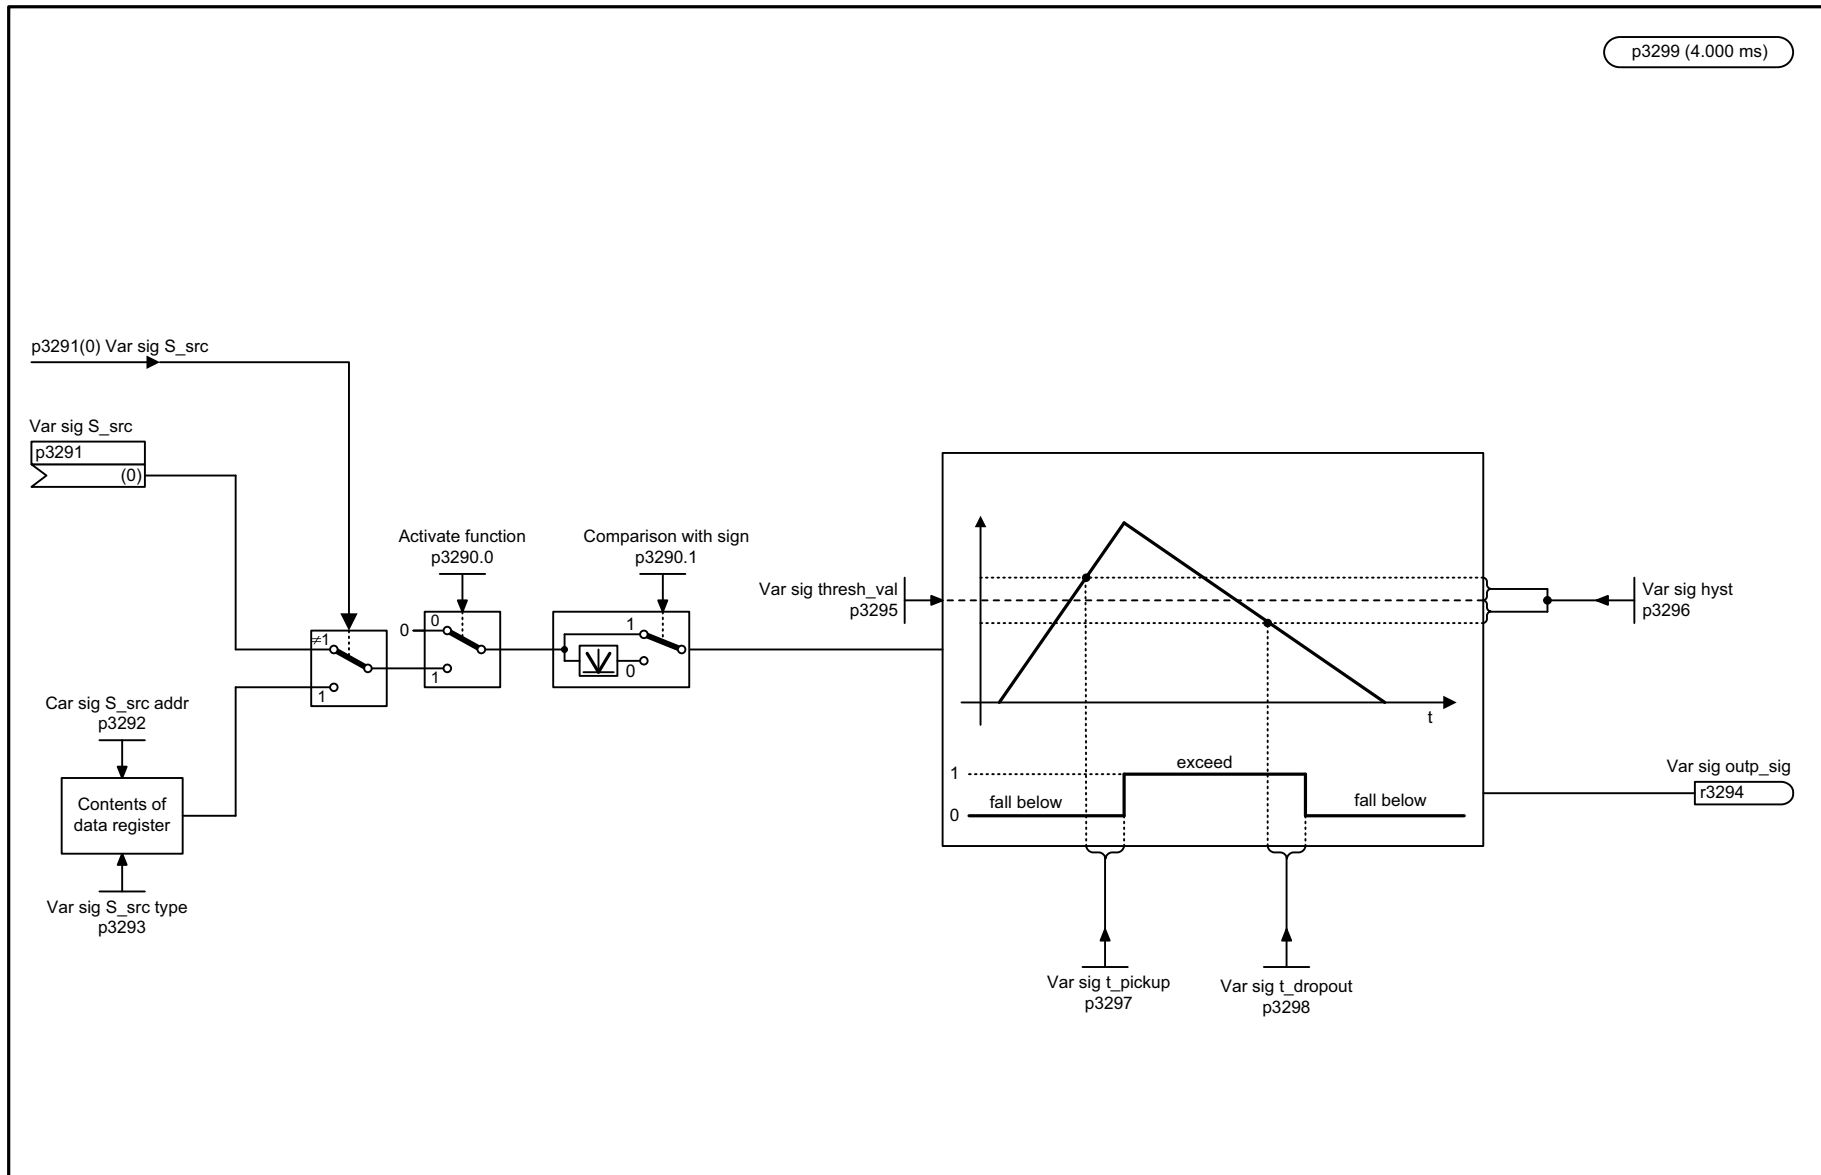 p3299 (4.000 ms)
p3291(0) Var sig S_src
Var sig S_src
p3291
(0)
Activate function
p3290.0
Comparison with sign
p3290.1
Var sig thresh_val
p3295
Var sig hyst
p3296
0
0
1
1
0
≠1
1
Car sig S_src addr
p3292
Contents of
data register
Var sig S_src type
p3293
t
1
exceed
fall below
0
fall below
Var sig outp_sig
r3294
Var sig t_pickup
p3297
Var sig t_dropout
p3298